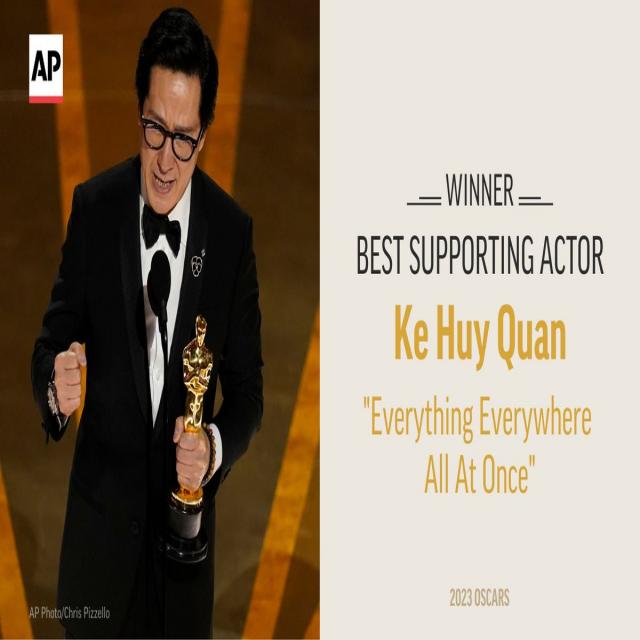 AP
WINNER
BEST SUPPORTING ACTOR
Ke Huy Quan
"Everything Everywhere
All At Once"
2023 OSCARS
AP Photo/Chris Pizzello